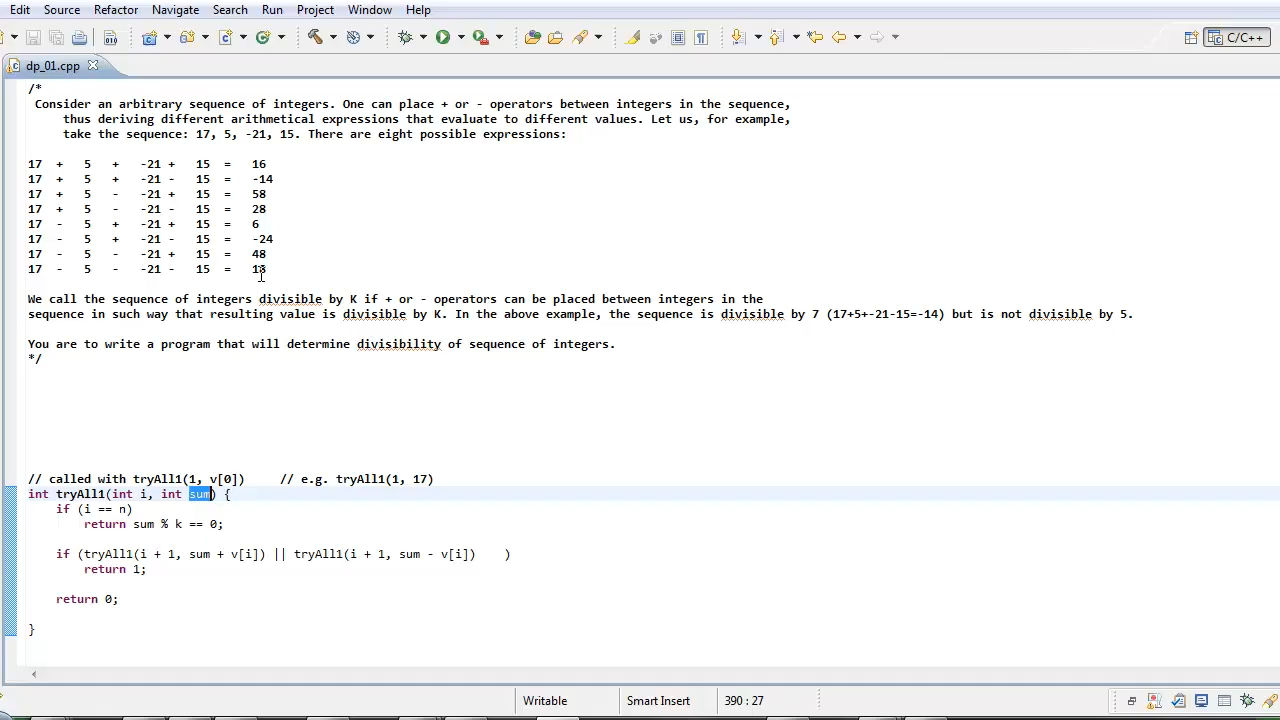 Edit Source Refactor Navigate Search Run Project Window Help
C/C++
dp_01.cpp
/*
Consider an arbitrary sequence of integers. One can place + or - operators between integers in the sequence,
thus deriving different arithmetical expressions that evaluate to different values. Let us, for example,
take the sequence: 17, 5, -21, 15. There are eight possible expressions:
17 + 5 + -21 + 15 = 16
17 + 5 + -21 - 15 = -14
17 + 5 - -21 + 15 = 58
17 + 5 - -21 - 15 = 28
17 - 5 + -21 + 15 = 6
17 - 5 + -21 - 15 = -24
17 - 5 - -21 + 15 = 48
17 - 5 - -21 - 15 = 18
We call the sequence of integers divisible by K if + or - operators can be placed between integers in the
sequence in such way that resulting value is divisible by K. In the above example, the sequence is divisible by 7 (17+5+-21-15=-14) but is not divisible by 5.
You are to write a program that will determine divisibility of sequence of integers.
*/
// called with tryAll1(1, v[0]) // e.g. tryAll1(1, 17)
int tryAll1(int i, int sum) {
if (i == n)
return sum % k == 0;
if (tryAll1(i + 1, sum + v[i]) || tryAll1(i + 1, sum - v[i]) )
return 1;
return 0;
}
Writable Smart Insert 390 : 27